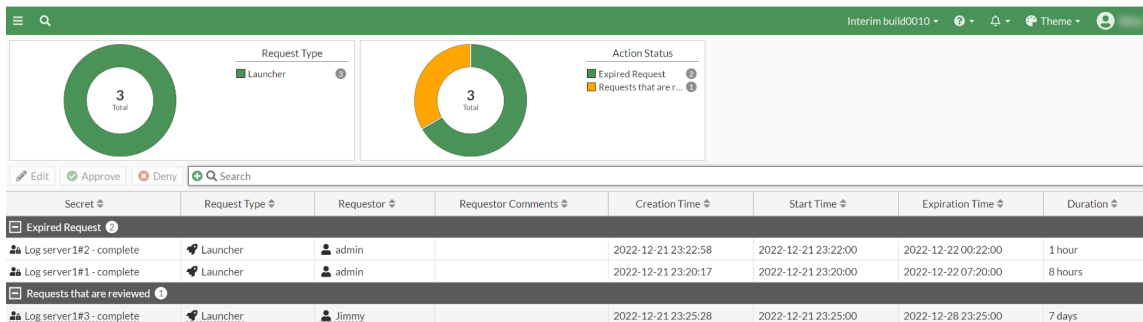 Interim build0010
Theme
Request Type
Launcher 3
3
Total
Action Status
Expired Request 2
Requests that are r... 1
3
Total
Edit Approve Deny Search
Secret Request Type Requestor Requestor Comments Creation Time Start Time Expiration Time Duration
Expired Request 2
Log server1#2 - complete Launcher admin 2022-12-21 23:22:58 2022-12-21 23:22:00 2022-12-22 00:22:00 1 hour
Log server1#1 - complete Launcher admin 2022-12-21 23:20:17 2022-12-21 23:20:00 2022-12-22 07:20:00 8 hours
Requests that are reviewed 1
Log server1#3 - complete Launcher Jimmy 2022-12-21 23:25:28 2022-12-21 23:25:00 2022-12-28 23:25:00 7 days